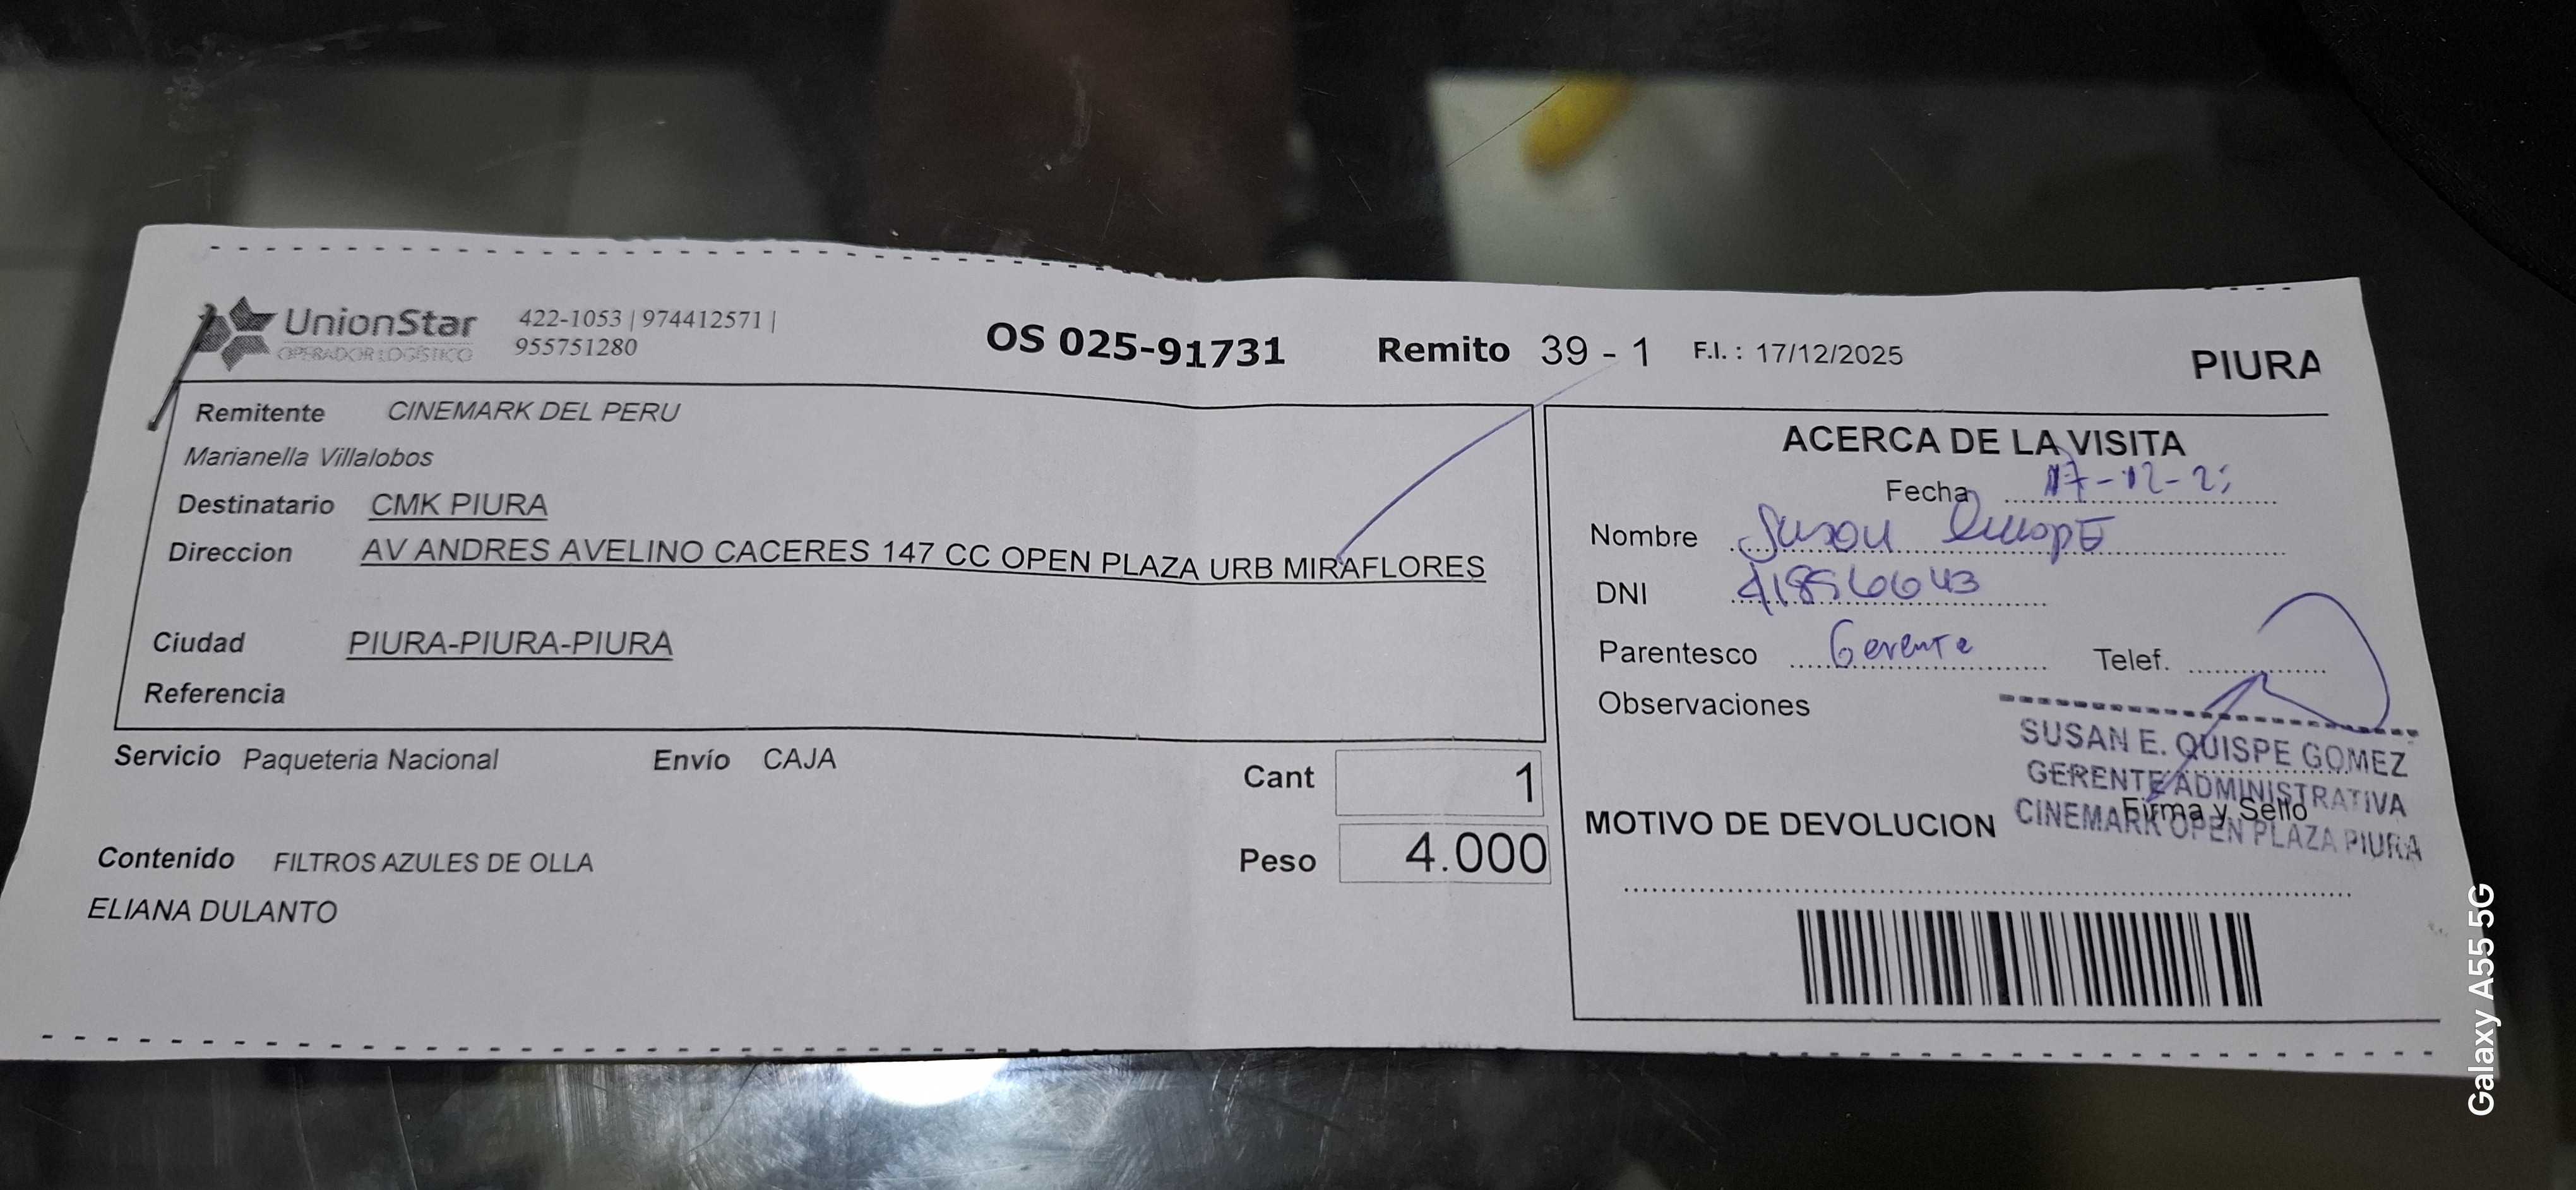 UnionStar
OPERADOR LOGÍSTICO
422-1053 | 974412571 |
955751280
OS 025-91731 Remito 39 - 1 F.I. : 17/12/2025 PIURA
Remitente CINEMARK DEL PERU
Marianella Villalobos
Destinatario CMK PIURA
Direccion AV ANDRES AVELINO CACERES 147 CC OPEN PLAZA URB MIRAFLORES
Ciudad PIURA-PIURA-PIURA
Referencia
Servicio Paqueteria Nacional Envío CAJA
Cant 1
Peso 4.000
Contenido FILTROS AZULES DE OLLA
ELIANA DULANTO
ACERCA DE LA VISITA
Fecha 17-12-25
Nombre Susan Quispe
DNI 41856643
Parentesco Gerente Telef.
Observaciones
SUSAN E. QUISPE GOMEZ
GERENTE ADMINISTRATIVA
Firma y Sello
CINEMARK OPEN PLAZA PIURA
MOTIVO DE DEVOLUCION
Galaxy A55 5G